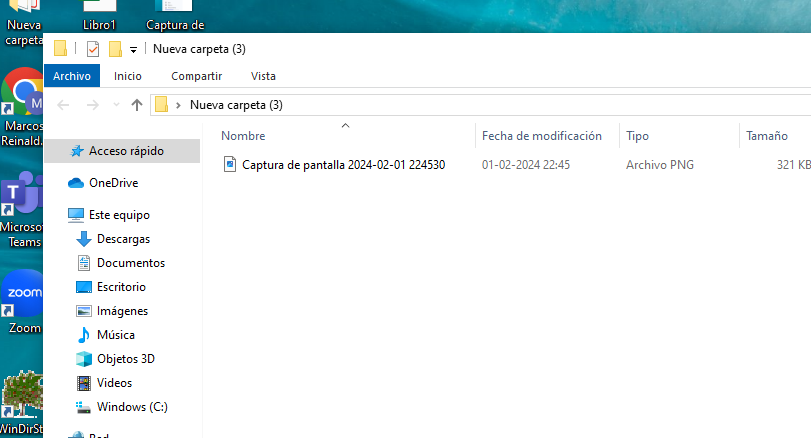 Nueva carpeta
Libro1
Captura de
Nueva carpeta (3)
Archivo
Inicio
Compartir
Vista
Nueva carpeta (3)
Nombre
Fecha de modificación
Tipo
Tamaño
Captura de pantalla 2024-02-01 224530
01-02-2024 22:45
Archivo PNG
321 KB
Acceso rápido
OneDrive
Este equipo
Descargas
Documentos
Escritorio
Imágenes
Música
Objetos 3D
Videos
Windows (C:)
Red
M
Marcos
Reinald...
T
Microsof
Teams
zoom
Zoom
WinDirSt